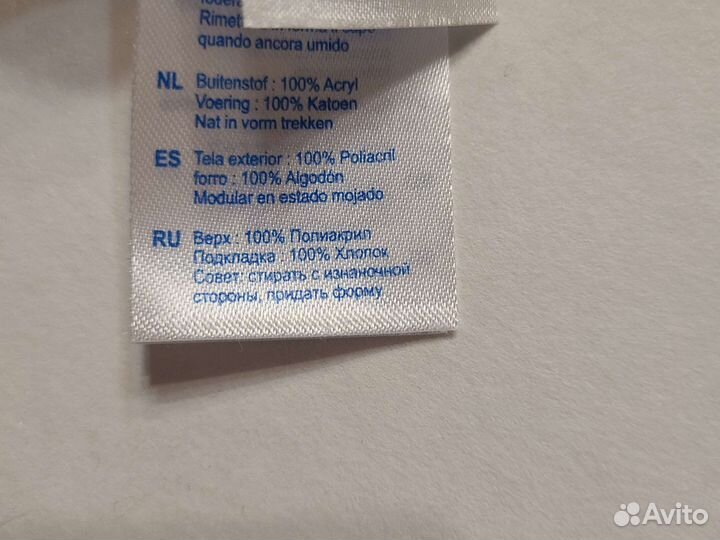 Rimet
quando ancora umido
NL Buitenstof : 100% Acryl
Voering : 100% Katoen
Nat in vorm trekken
ES Tela exterior : 100% Poliacril
forro : 100% Algodón
Modular en estado mojado
RU Верх : 100% Полиакрил
Подкладка : 100% Хлопок
Совет: стирать с изнаночной
стороны, придать форму
Avito